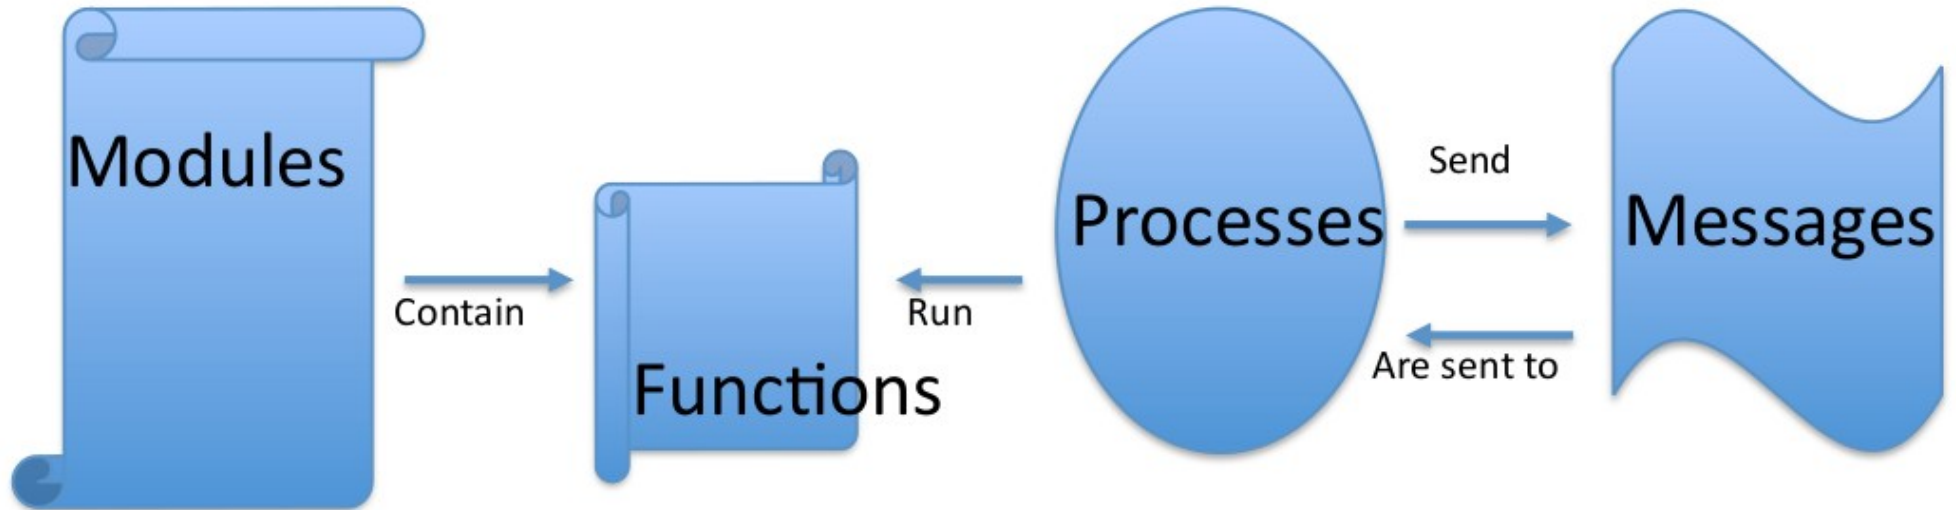 Modules
Contain
Functions
Run
Processes
Send
Are sent to
Messages